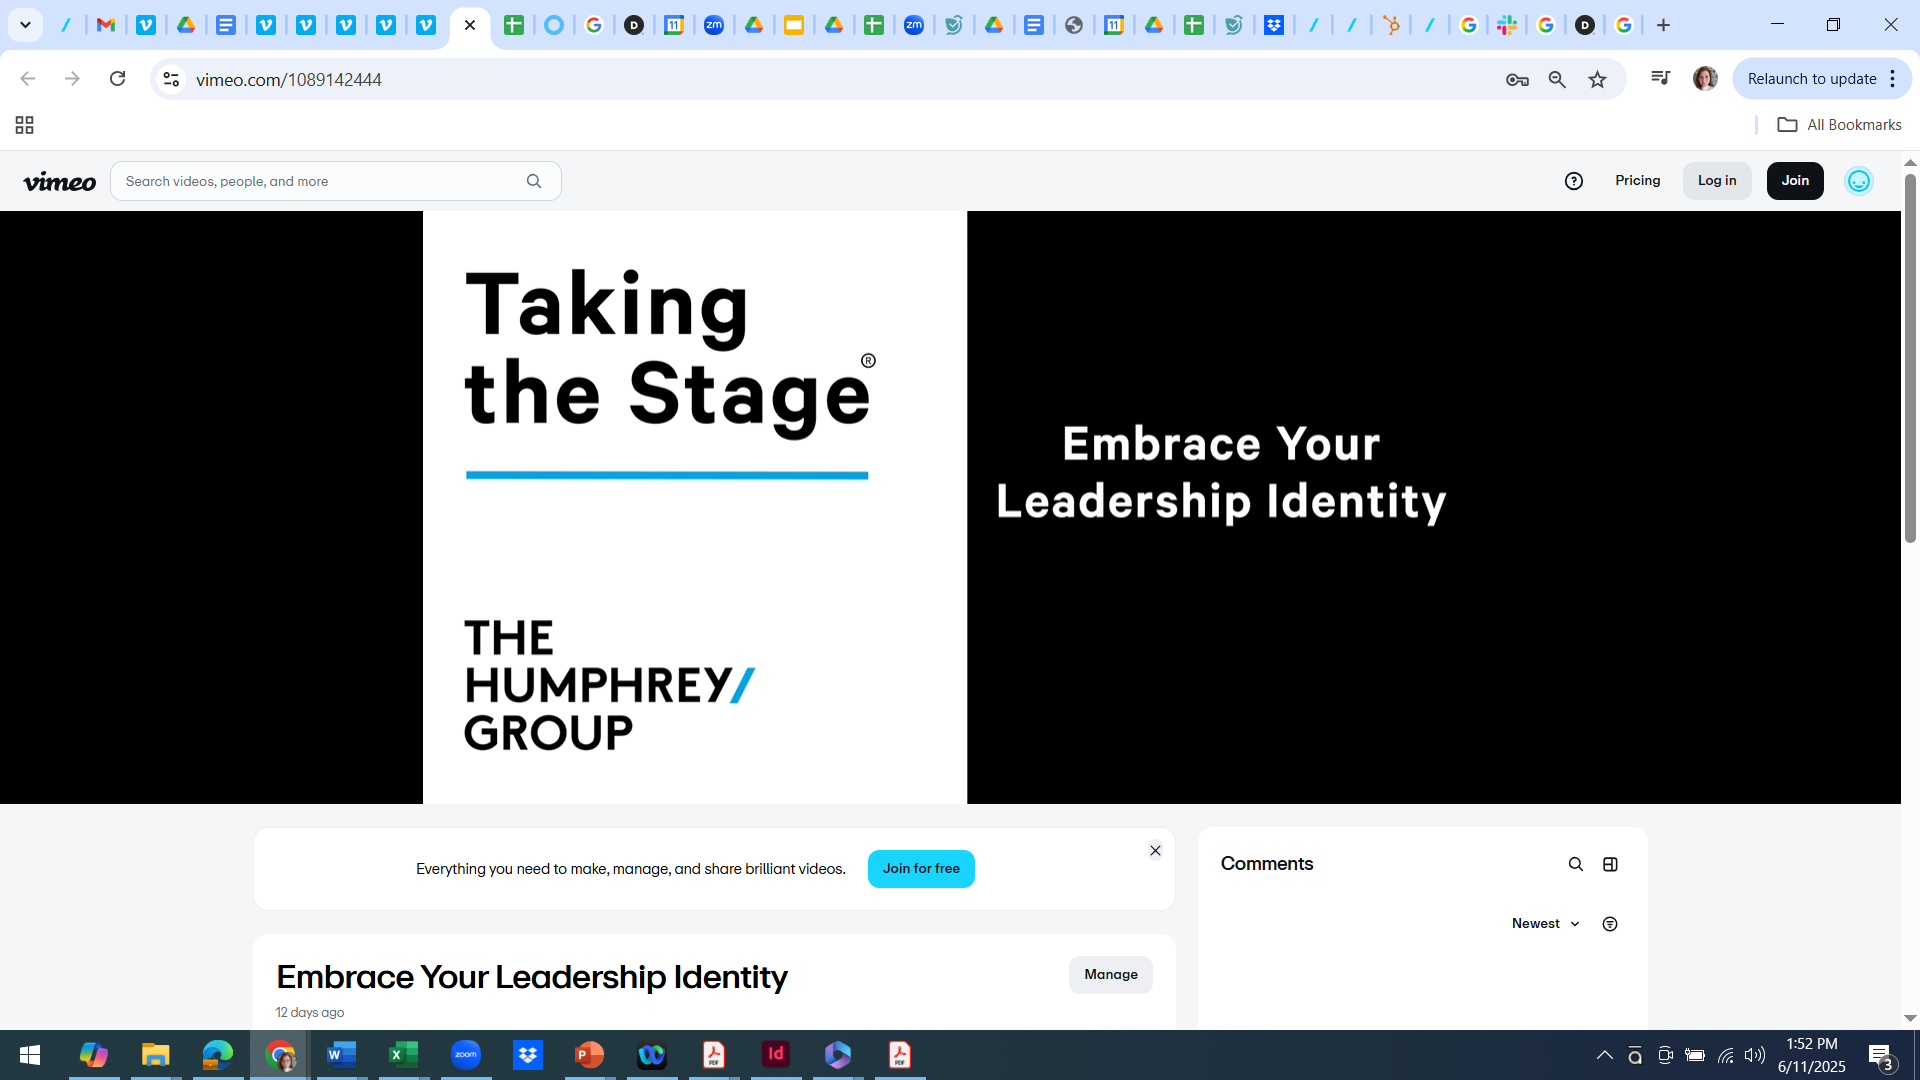 vimeo.com/1089142444
Relaunch to update
All Bookmarks
vimeo
Search videos, people, and more
Pricing
Log in
Join
Taking
the Stage®
THE
HUMPHREY/
GROUP
Embrace Your
Leadership Identity
Everything you need to make, manage, and share brilliant videos.
Join for free
Comments
Newest
Embrace Your Leadership Identity
Manage
12 days ago
1:52 PM
6/11/2025
3